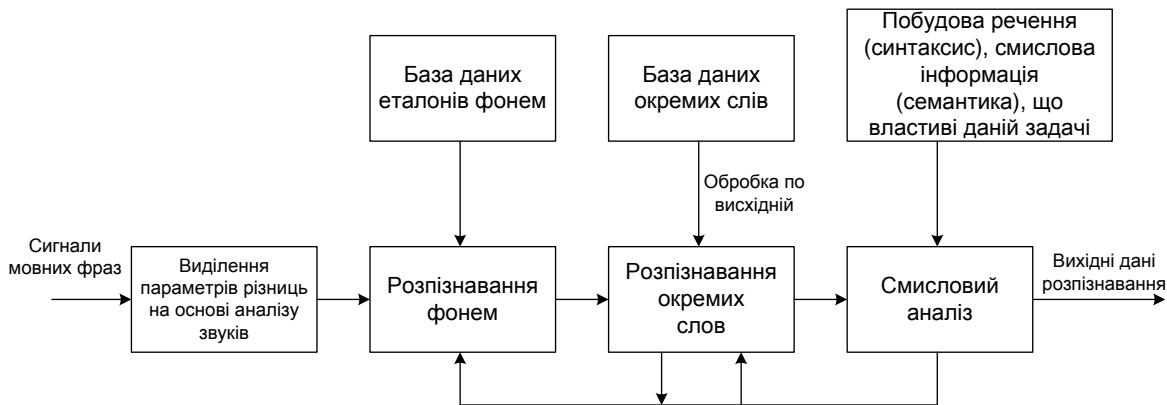 База даних
еталонів фонем
База даних
окремих слів
Побудова речення
(синтаксис), смислова
інформація
(семантика), що
властиві даній задачі
Обробка по
висхідній
Сигнали
мовних фраз
Виділення
параметрів різниць
на основі аналізу
звуків
Розпізнавання
фонем
Розпізнавання
окремих
слов
Смисловий
аналіз
Вихідні дані
розпізнавання